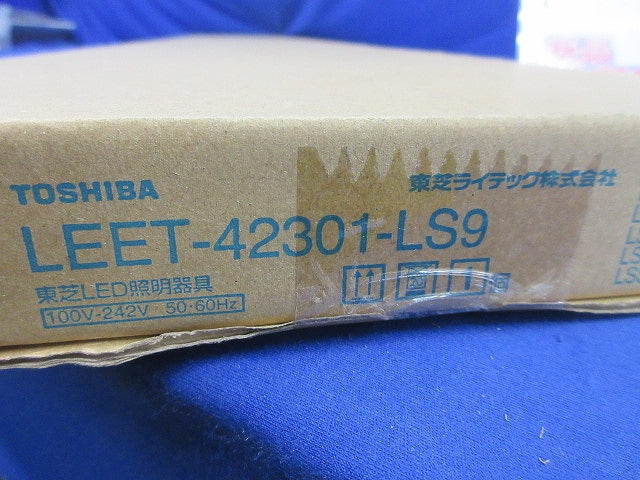 TOSHIBA
東芝ライテック株式会社
LEET-42301-LS9
東芝LED照明器具
100V-242V 50･60Hz
1個